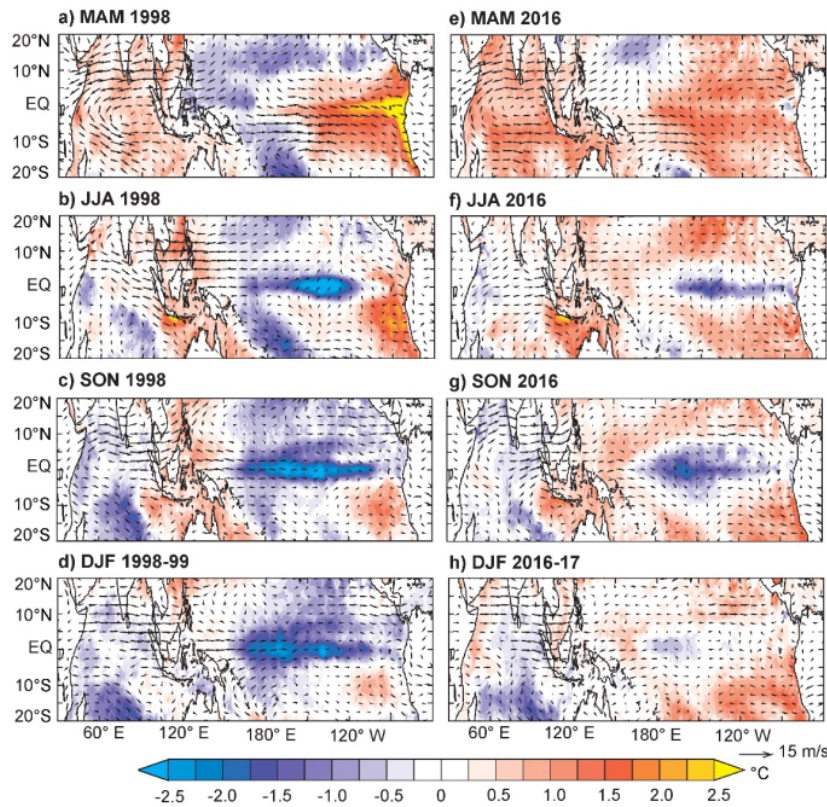 a) MAM 1998
20°N
10°N
EQ
10°S
20°S
e) MAM 2016
b) JJA 1998
20°N
10°N
EQ
10°S
20°S
f) JJA 2016
c) SON 1998
20°N
10°N
EQ
10°S
20°S
g) SON 2016
d) DJF 1998-99
20°N
10°N
EQ
10°S
20°S
h) DJF 2016-17
60° E 120° E 180° E 120° W
60° E 120° E 180° E 120° W
15 m/s
°C
-2.5 -2.0 -1.5 -1.0 -0.5 0 0.5 1.0 1.5 2.0 2.5